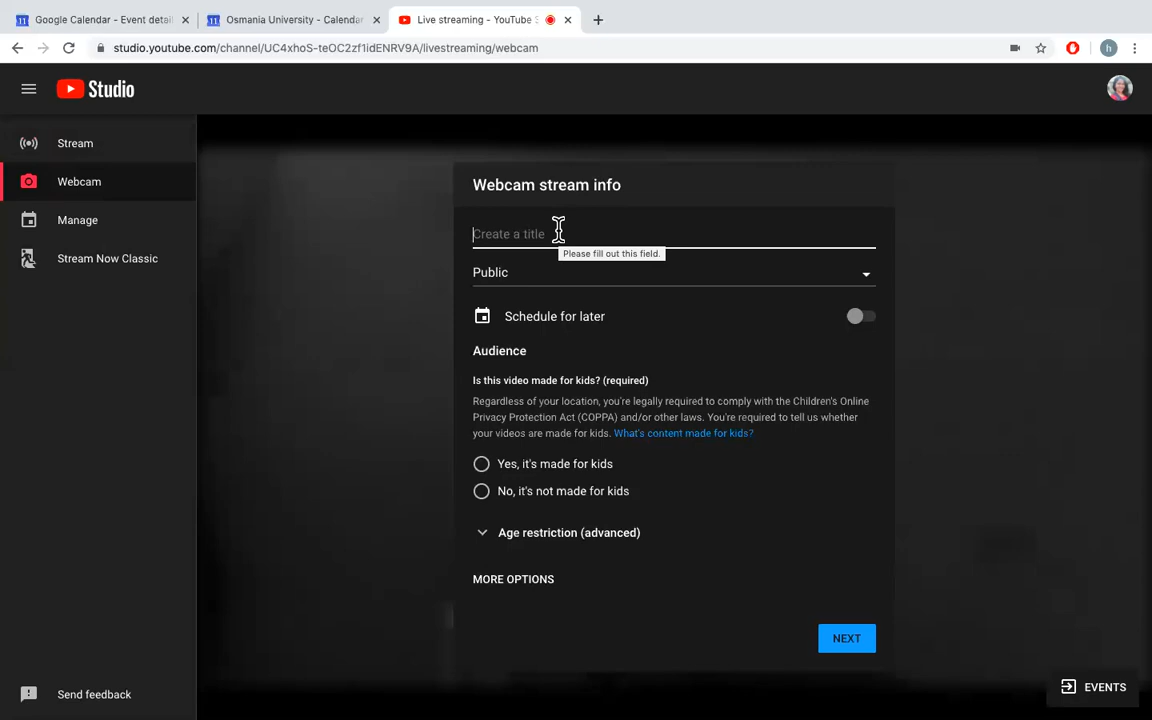 Google Calendar - Event detai
Osmania University - Calenda
Live streaming - YouTube S
studio.youtube.com/channel/UC4xhoS-teOC2zf1idENRV9A/livestreaming/webcam
h
Studio
Stream
Webcam
Manage
Stream Now Classic
Webcam stream info
Create a title
Please fill out this field.
Public
Schedule for later
Audience
Is this video made for kids? (required)
Regardless of your location, you're legally required to comply with the Children's Online
Privacy Protection Act (COPPA) and/or other laws. You're required to tell us whether
your videos are made for kids. What's content made for kids?
Yes, it's made for kids
No, it's not made for kids
Age restriction (advanced)
MORE OPTIONS
NEXT
EVENTS
Send feedback